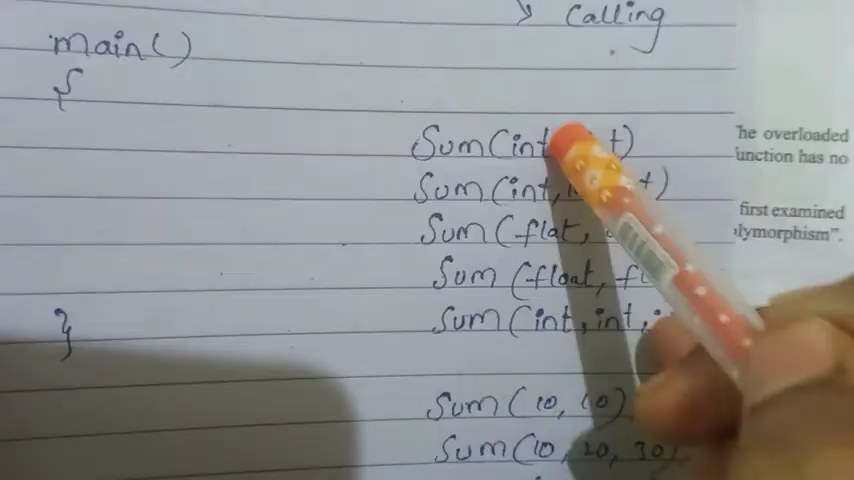 Calling
main()
{
Sum(int
Sum(int,
Sum(flat,
Sum(float,
Sum(int, int,
}
Sum(10, 10)
Sum(10, 20, 30)
he overloaded
unction has no
first examined
lymorphism".